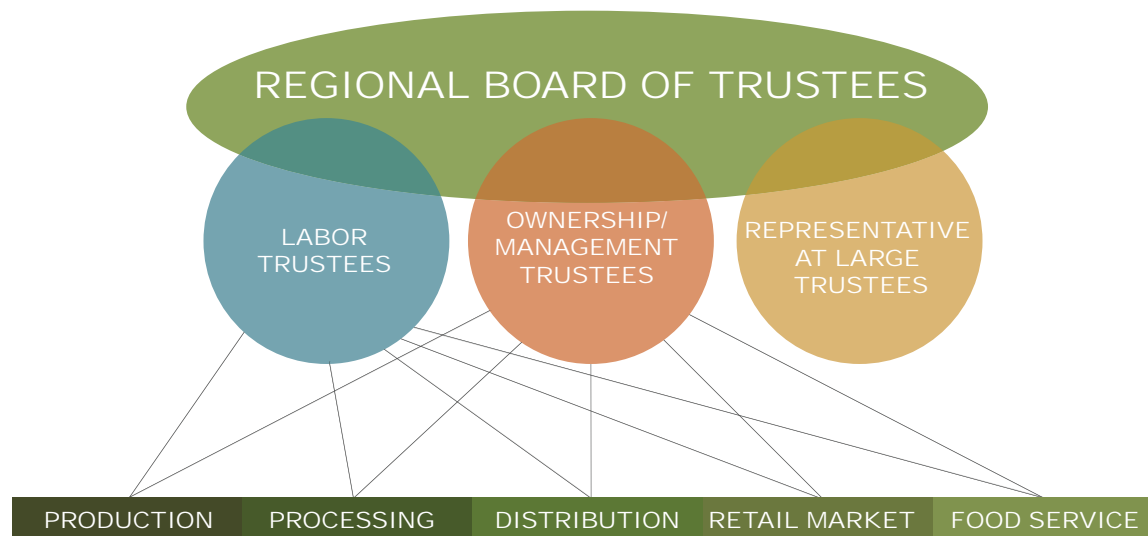 REGIONAL BOARD OF TRUSTEES
LABOR
TRUSTEES
OWNERSHIP/
MANAGEMENT
TRUSTEES
REPRESENTATIVE
AT LARGE
TRUSTEES
PRODUCTION
PROCESSING
DISTRIBUTION
RETAIL MARKET
FOOD SERVICE